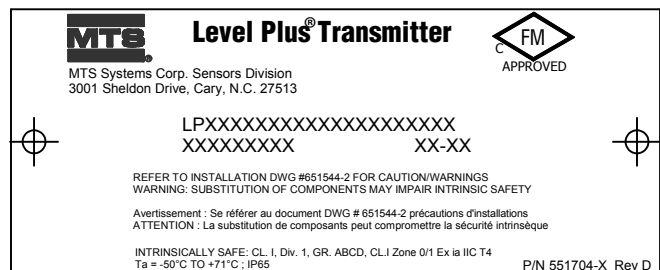 MTS
Level Plus® Transmitter
C FM
APPROVED
MTS Systems Corp. Sensors Division
3001 Sheldon Drive, Cary, N.C. 27513
LPXXXXXXXXXXXXXXXXXXXX
XXXXXXXXX XX-XX
REFER TO INSTALLATION DWG #651544-2 FOR CAUTION/WARNINGS
WARNING: SUBSTITUTION OF COMPONENTS MAY IMPAIR INTRINSIC SAFETY
Avertissement : Se référer au document DWG # 651544-2 précautions d'installations
ATTENTION : La substitution de composants peut compromettre la sécurité intrinsèque
INTRINSICALLY SAFE: CL. I, Div. 1, GR. ABCD, CL.I Zone 0/1 Ex ia IIC T4
Ta = -50°C TO +71°C ; IP65
P/N 551704-X Rev D